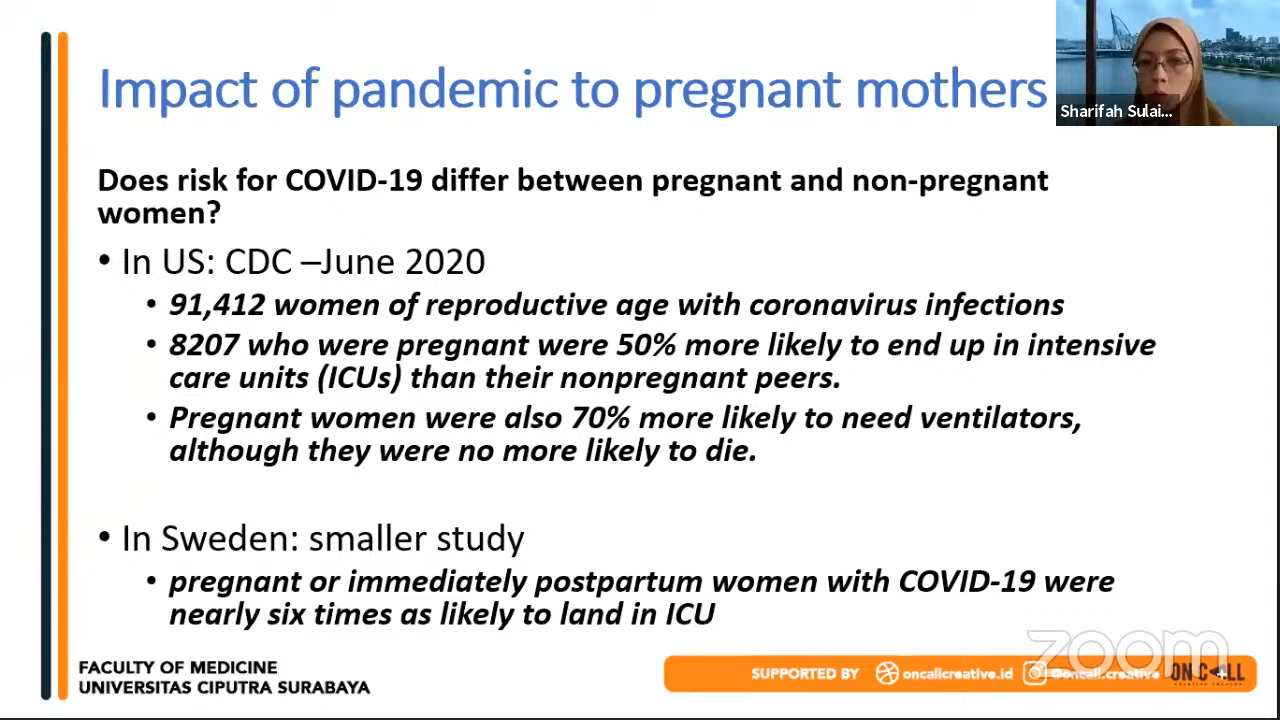 Impact of pandemic to pregnant mothers
Sharifah Sulai...
Does risk for COVID-19 differ between pregnant and non-pregnant
women?
• In US: CDC –June 2020
• 91,412 women of reproductive age with coronavirus infections
• 8207 who were pregnant were 50% more likely to end up in intensive
care units (ICUs) than their nonpregnant peers.
• Pregnant women were also 70% more likely to need ventilators,
although they were no more likely to die.
• In Sweden: smaller study
• pregnant or immediately postpartum women with COVID-19 were
nearly six times as likely to land in ICU
zoom
FACULTY OF MEDICINE
UNIVERSITAS CIPUTRA SURABAYA
SUPPORTED BY oncallcreative.id @oncall.creative ON CALL